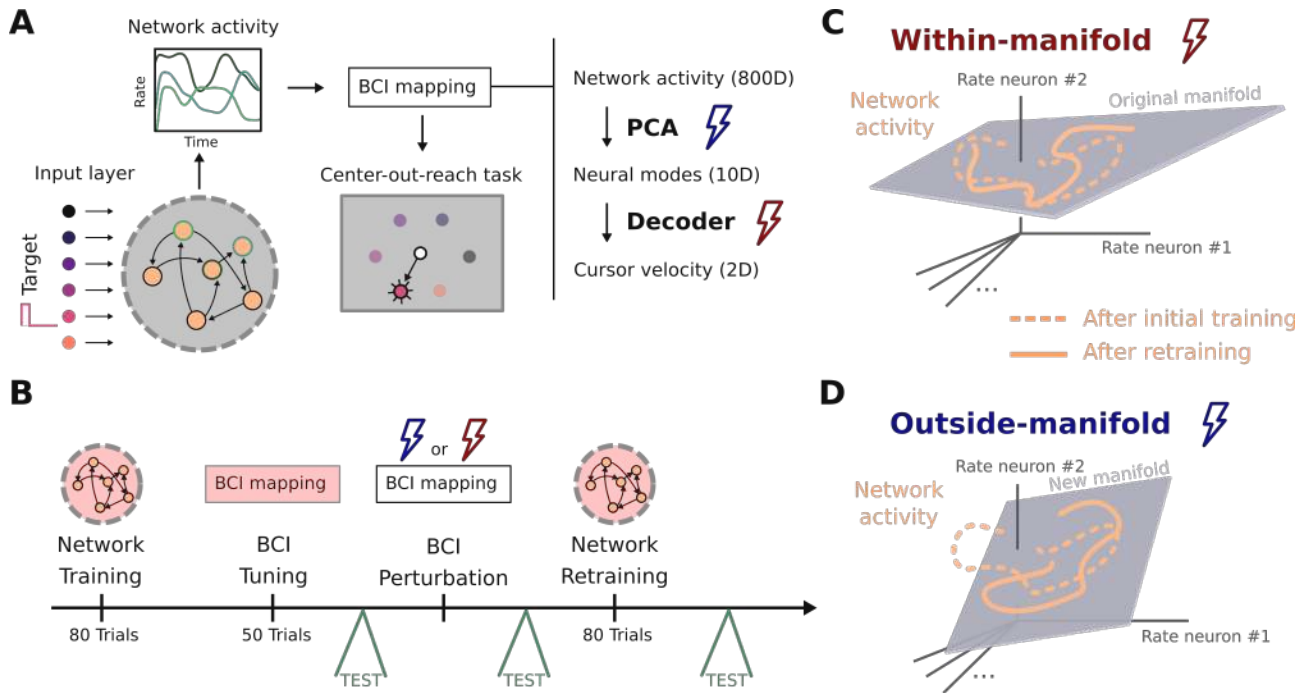 A
Network activity
Rate
Time
Input layer
Target
BCI mapping
Center-out-reach task
Network activity (800D)
PCA
Neural modes (10D)
Decoder
Cursor velocity (2D)
B
or
BCI mapping
BCI mapping
Network
Training
BCI
Tuning
BCI
Perturbation
Network
Retraining
80 Trials
50 Trials
80 Trials
TEST
TEST
TEST
C
Within-manifold
Rate neuron #2
Network
activity
Original manifold
Rate neuron #1
...
After initial training
After retraining
D
Outside-manifold
Rate neuron #2
New manifold
Network
activity
Rate neuron #1
...